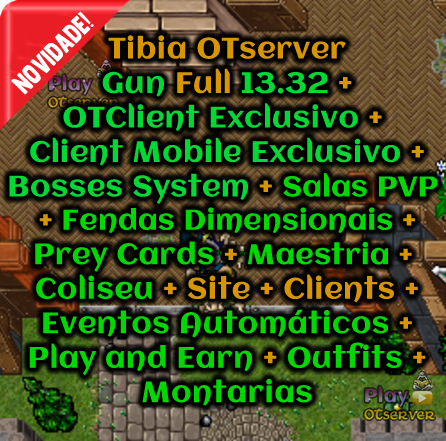 NOVIDADE!
Tibia OTserver
Gun Full 13.32 +
OTClient Exclusivo +
Client Mobile Exclusivo +
Bosses System + Salas PVP
+ Fendas Dimensionais +
Prey Cards + Maestria +
Coliseu + Site + Clients +
Eventos Automáticos +
Play and Earn + Outfits +
Montarias
Play
OTserver
Play
OTserver